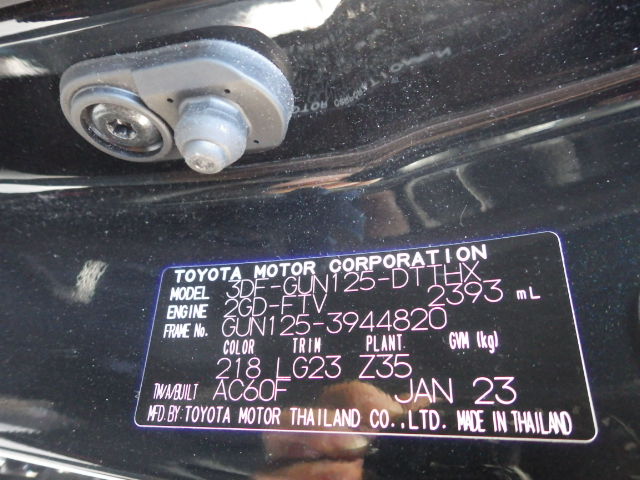 TOYOTA MOTOR CORPORATION
MODEL 3DF-GUN125-DTTHX
ENGINE 2GD-FTV 2393 mL
FRAME No. GUN125-3944820
COLOR TRIM PLANT GVM (kg)
218 LG23 Z35
TM/A/BUILT AC60F JAN 23
MFD.BY:TOYOTA MOTOR THAILAND CO.,LTD. MADE IN THAILAND